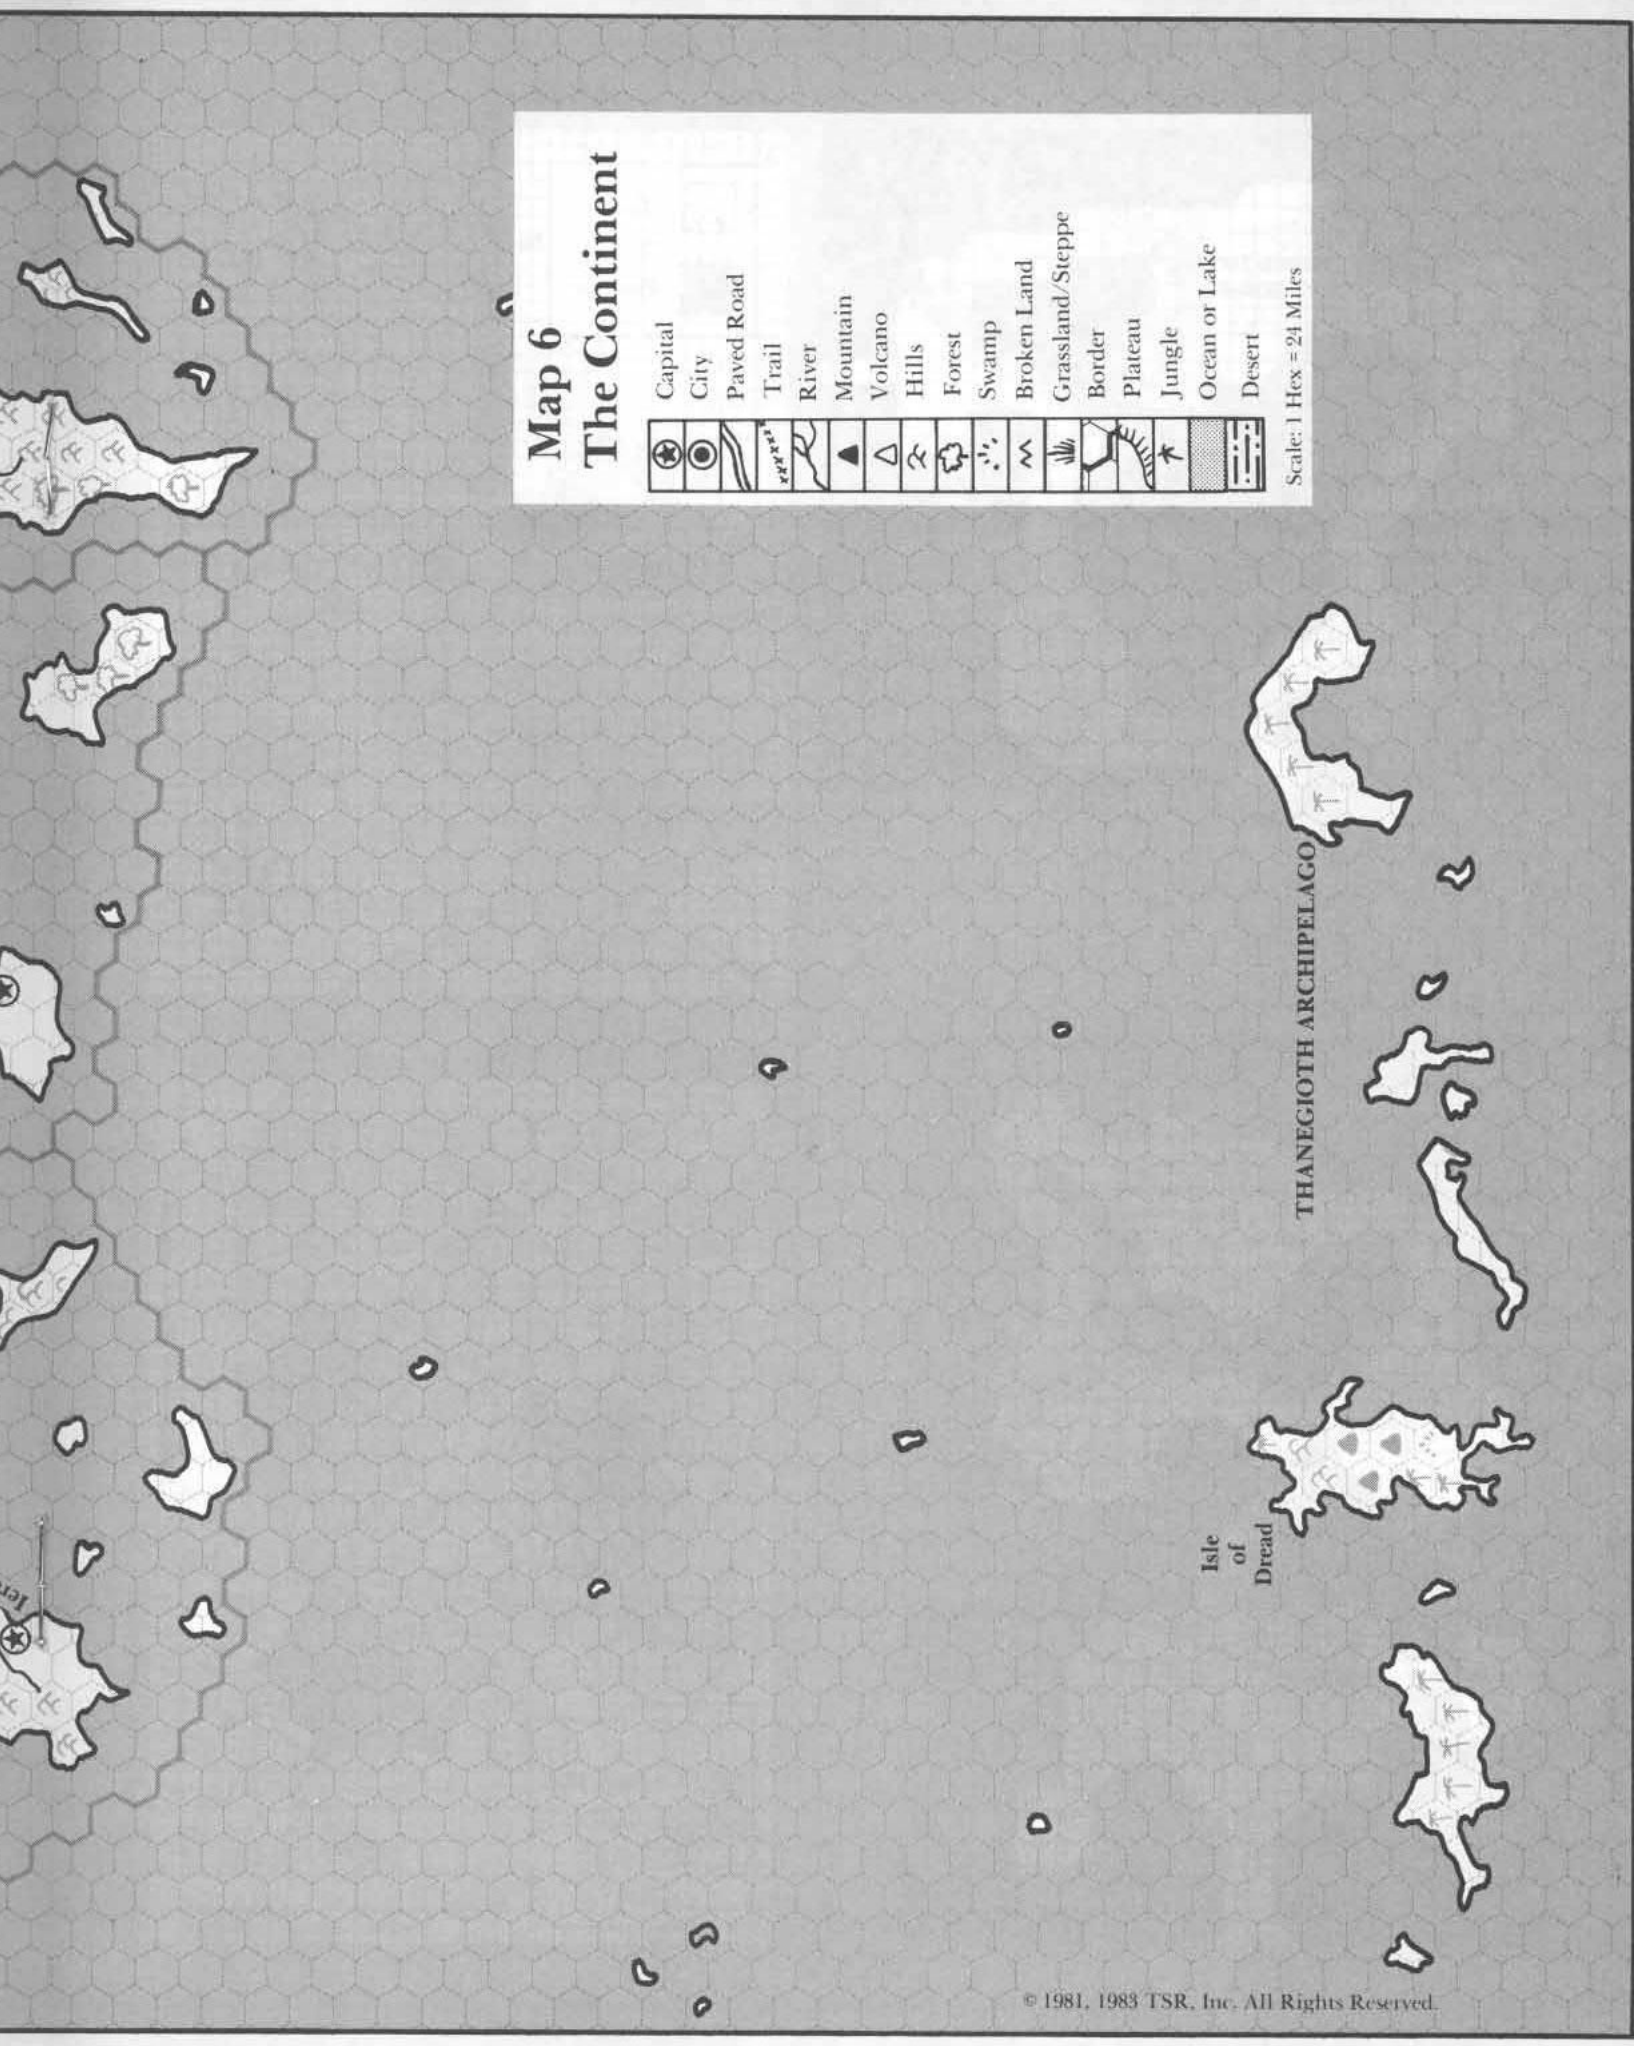 Map 6
The Continent
Capital
City
Paved Road
Trail
River
Mountain
Volcano
Hills
Forest
Swamp
Broken Land
Grassland/Steppe
Border
Plateau
Jungle
Ocean or Lake
Desert
Scale: 1 Hex = 24 Miles
THANEGIOTH ARCHIPELAGO
Isle
of
Dread
© 1981, 1983 TSR, Inc. All Rights Reserved.